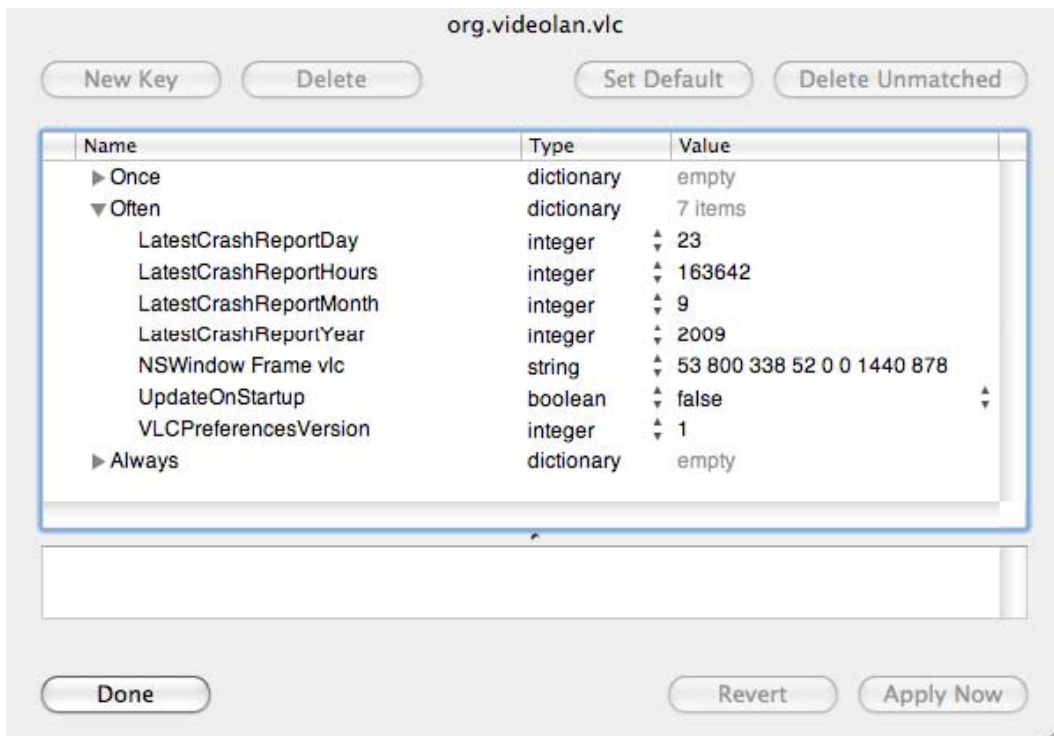 org.videolan.vlc
New Key Delete Set Default Delete Unmatched
Name Type Value
Once dictionary empty
Often dictionary 7 items
LatestCrashReportDay integer 23
LatestCrashReportHours integer 163642
LatestCrashReportMonth integer 9
LatestCrashReportYear integer 2009
NSWindow Frame vlc string 53 800 338 52 0 0 1440 878
UpdateOnStartup boolean false
VLCPreferencesVersion integer 1
Always dictionary empty
Done Revert Apply Now